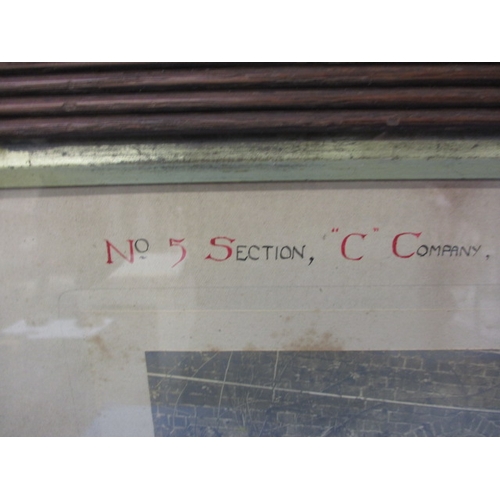 Nº 5 SECTION, "C" COMPANY,